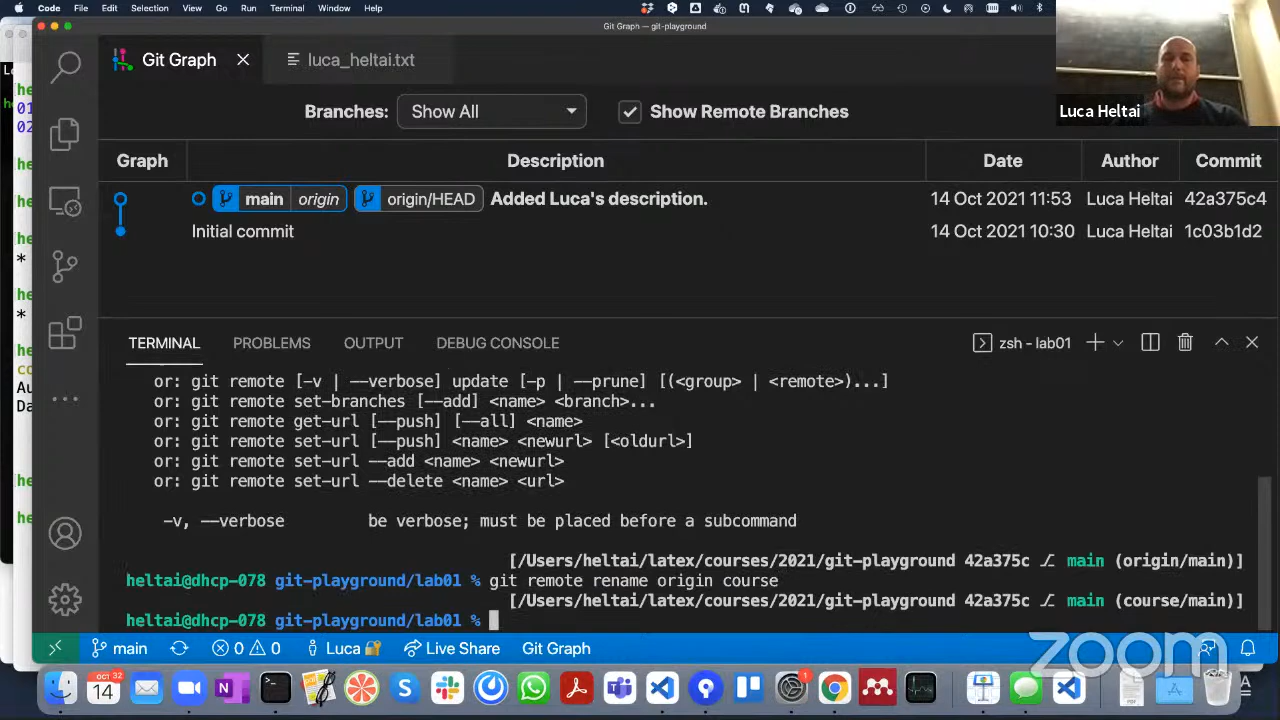 Code File Edit Selection View Go Run Terminal Window Help
Git Graph — git-playground
Git Graph luca_heltai.txt
Branches: Show All Show Remote Branches
Luca Heltai
Graph Description Date Author Commit
main origin origin/HEAD Added Luca's description. 14 Oct 2021 11:53 Luca Heltai 42a375c4
Initial commit 14 Oct 2021 10:30 Luca Heltai 1c03b1d2
TERMINAL PROBLEMS OUTPUT DEBUG CONSOLE zsh - lab01
or: git remote [-v | --verbose] update [-p | --prune] [(<group> | <remote>)...]
or: git remote set-branches [--add] <name> <branch>...
or: git remote get-url [--push] [--all] <name>
or: git remote set-url [--push] <name> <newurl> [<oldurl>]
or: git remote set-url --add <name> <newurl>
or: git remote set-url --delete <name> <url>
-v, --verbose be verbose; must be placed before a subcommand
[/Users/heltai/latex/courses/2021/git-playground 42a375c ⌥ main (origin/main)]
heltai@dhcp-078 git-playground/lab01 % git remote rename origin course
[/Users/heltai/latex/courses/2021/git-playground 42a375c ⌥ main (course/main)]
heltai@dhcp-078 git-playground/lab01 %
main 0 0 Luca Live Share Git Graph
zoom
OCT 32
14
1